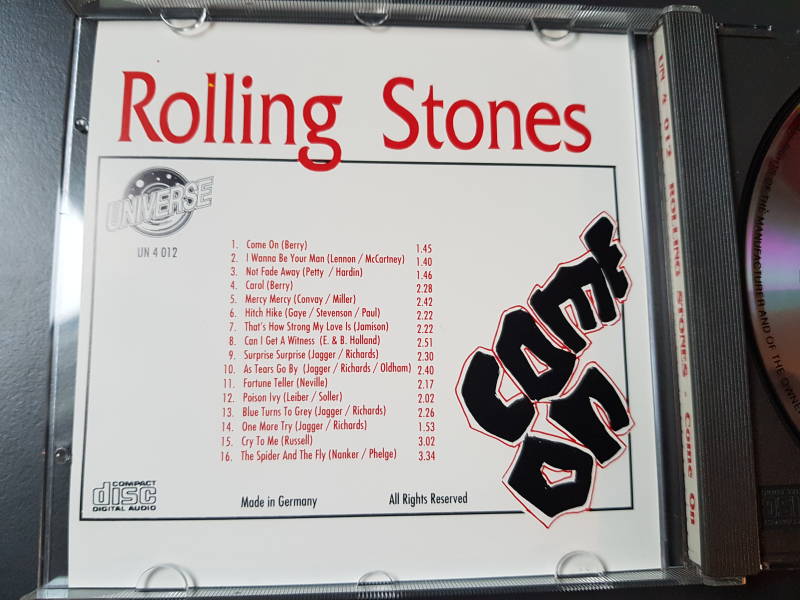 Rolling Stones
UNIVERSE
UN 4 012
1. Come On (Berry) 1.45
2. I Wanna Be Your Man (Lennon / McCartney) 1.40
3. Not Fade Away (Petty / Hardin) 1.46
4. Carol (Berry) 2.28
5. Mercy Mercy (Convay / Miller) 2.42
6. Hitch Hike (Gaye / Stevenson / Paul) 2.22
7. That's How Strong My Love Is (Jamison) 2.22
8. Can I Get A Witness (E. & B. Holland) 2.51
9. Surprise Surprise (Jagger / Richards) 2.30
10. As Tears Go By (Jagger / Richards / Oldham) 2.40
11. Fortune Teller (Neville) 2.17
12. Poison Ivy (Leiber / Soller) 2.02
13. Blue Turns To Grey (Jagger / Richards) 2.26
14. One More Try (Jagger / Richards) 1.53
15. Cry To Me (Russell) 3.02
16. The Spider And The Fly (Nanker / Phelge) 3.34
COME ON
COMPACT
disc
DIGITAL AUDIO
Made in Germany All Rights Reserved
UN 4 012 ROLLING STONES - Come On
OF THE MANUFACTURER AND OF THE OWNE